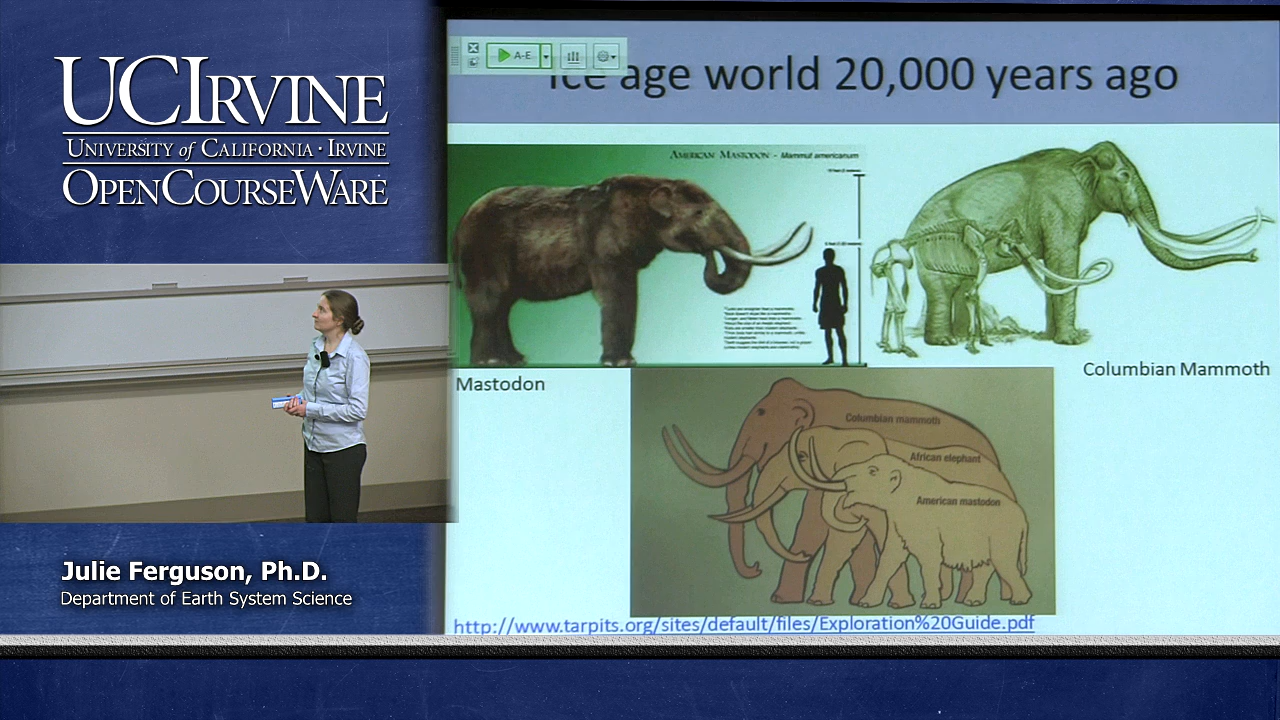 UCIRVINE
UNIVERSITY of CALIFORNIA · IRVINE
OPENCOURSEWARE
A-E
Ice age world 20,000 years ago
AMERICAN MASTODON - Mammut americanum
Mastodon
Columbian Mammoth
Columbian mammoth
African elephant
American mastodon
http://www.tarpits.org/sites/default/files/Exploration%20Guide.pdf
Julie Ferguson, Ph.D.
Department of Earth System Science